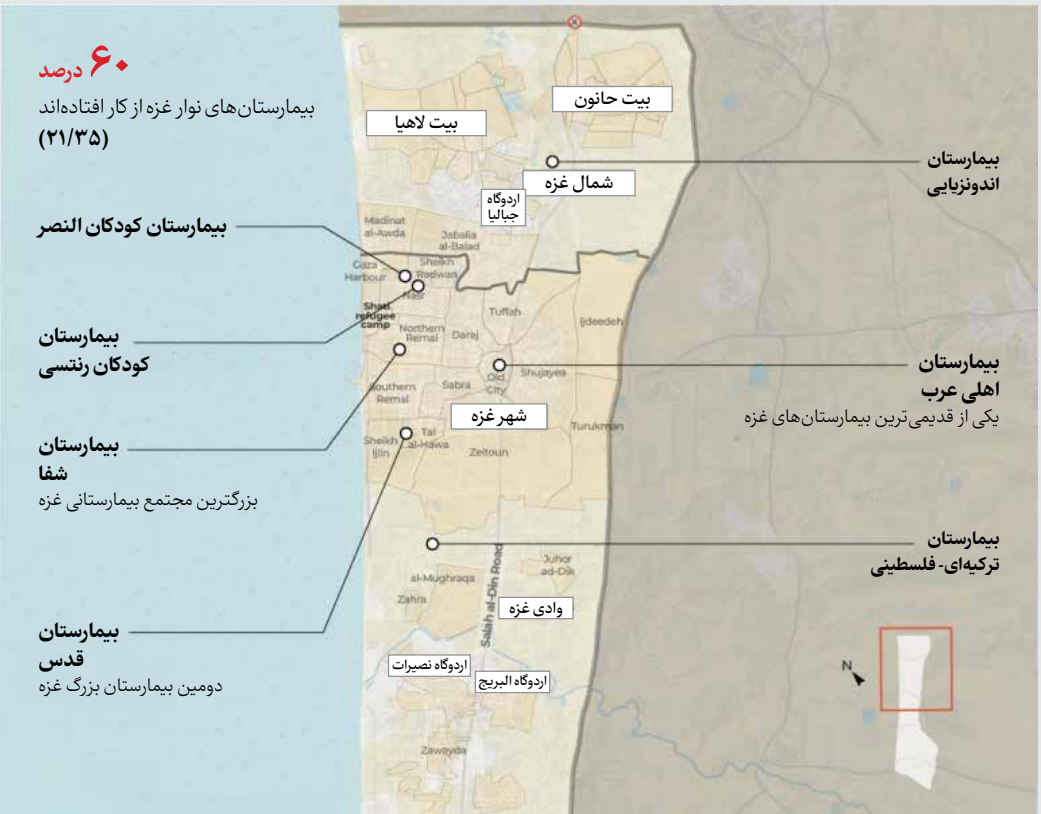 ۶۰ درصد
بیمارستان‌های نوار غزه از کار افتاده‌اند
(۲۱/۳۵)
بیت حانون
بیت لاهیا
شمال غزه
اردوگاه
جبالیا
بیمارستان
اندونزیایی
بیمارستان کودکان النصر
Madinat
al-Awda
Jabalia
al-Balad
Gaza
Harbour
Sheikh
Radwan
Nasr
Shati
refugee
camp
Tuffah
Ijdeedeh
Northern
Remal
Daraj
بیمارستان
کودکان رنتسی
بیمارستان
اهلی عرب
یکی از قدیمی‌ترین بیمارستان‌های غزه
Old
City
Shujayea
Southern
Remal
Sabra
شهر غزه
Turukman
Sheikh
Ijlin
Tal
al-Hawa
Zeitoun
بیمارستان
شفا
بزرگترین مجتمع بیمارستانی غزه
بیمارستان
ترکیه‌ای- فلسطینی
Juhor
ad-Dik
al-Mughraqa
Zahra
Salah al-Din Road
وادی غزه
بیمارستان
قدس
دومین بیمارستان بزرگ غزه
اردوگاه نصیرات
اردوگاه البریج
Zawayda
N